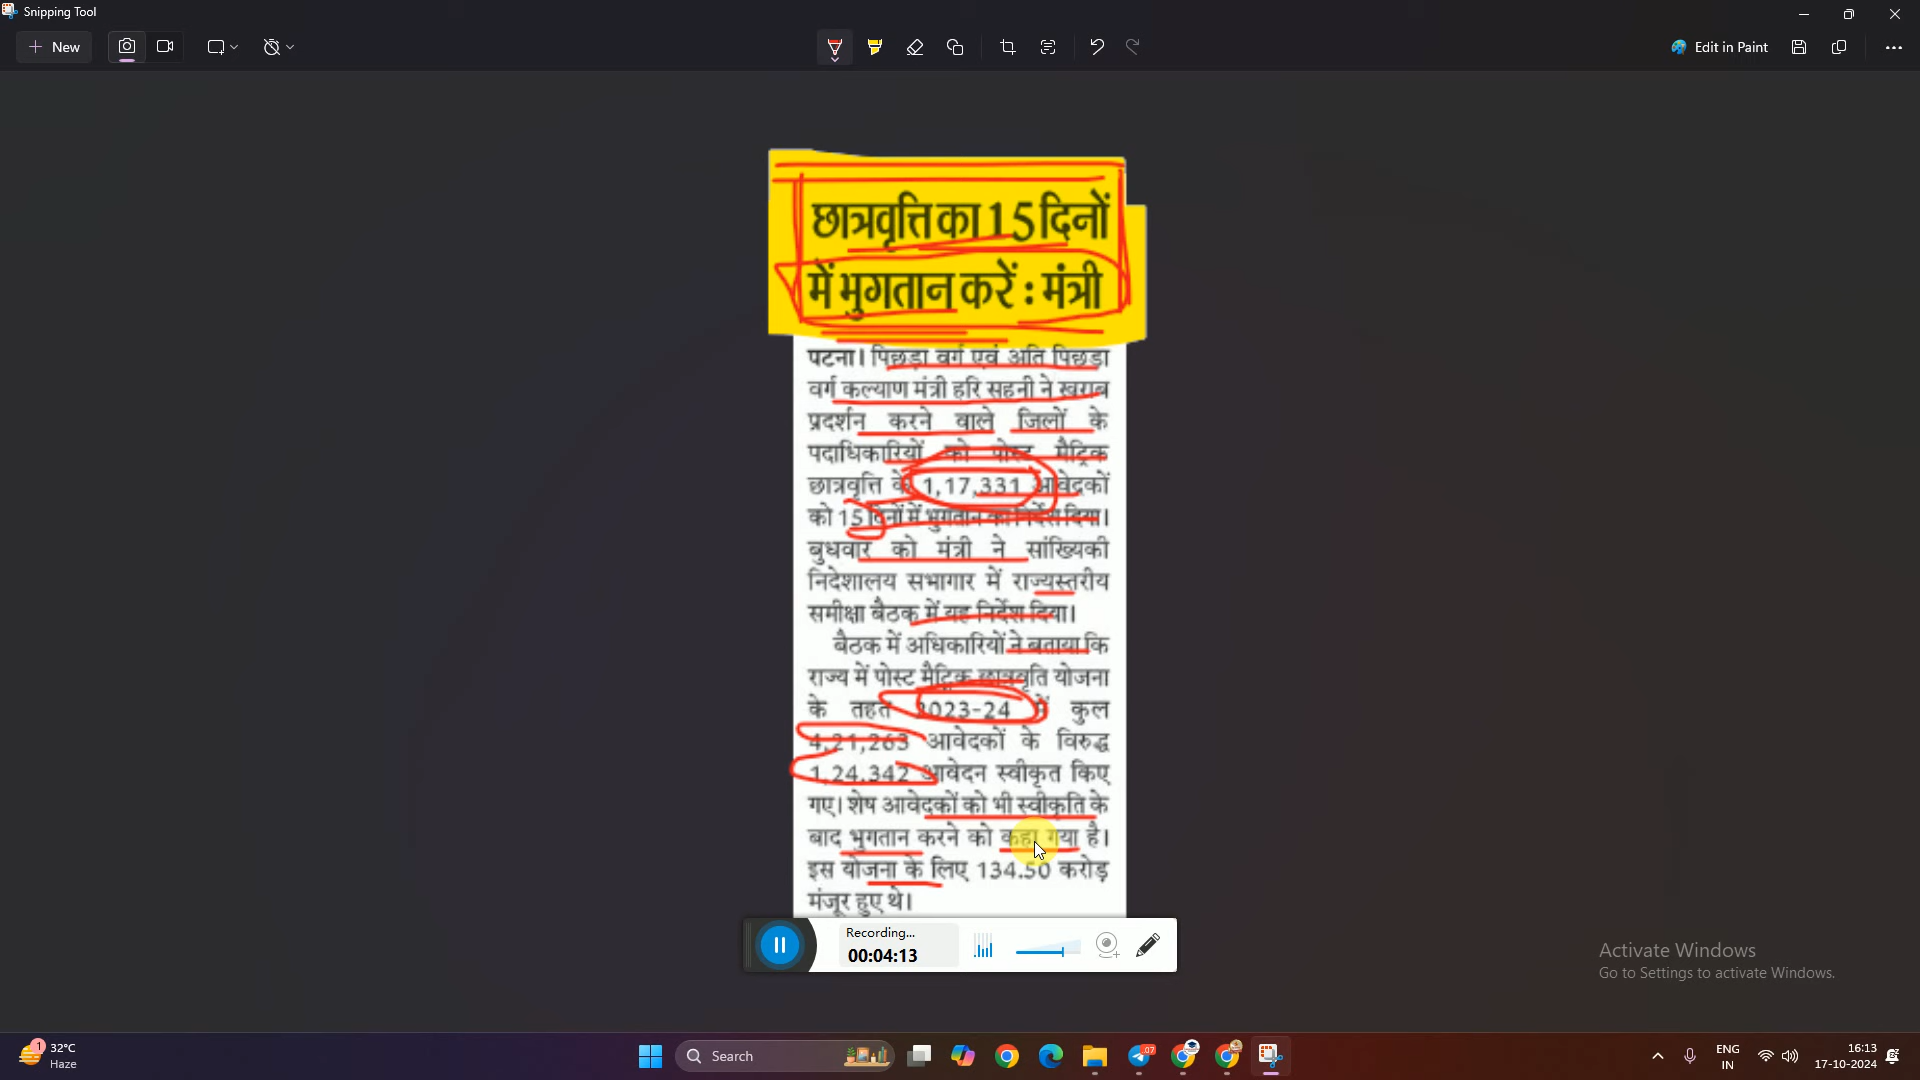 Snipping Tool
New
Edit in Paint
छात्रवृत्ति का 15 दिनों
में भुगतान करें : मंत्री
पटना। पिछड़ा वर्ग एवं अति पिछड़ा
वर्ग कल्याण मंत्री हरि सहनी ने खराब
प्रदर्शन करने वाले जिलों के
पदाधिकारियों को पोस्ट मैट्रिक
छात्रवृत्ति के 1,17,331 आवेदकों
को 15 दिनों में भुगतान का निर्देश दिया।
बुधवार को मंत्री ने सांख्यिकी
निदेशालय सभागार में राज्यस्तरीय
समीक्षा बैठक में यह निर्देश दिया।
बैठक में अधिकारियों ने बताया कि
राज्य में पोस्ट मैट्रिक छात्रवृति योजना
के तहत 2023-24 में कुल
4,21,263 आवेदकों के विरुद्ध
1,24,342 आवेदन स्वीकृत किए
गए। शेष आवेदकों को भी स्वीकृति के
बाद भुगतान करने को कहा गया है।
इस योजना के लिए 134.50 करोड़
मंजूर हुए थे।
Recording...
00:04:13
Activate Windows
Go to Settings to activate Windows.
1
32°C
Haze
Search
07
ENG
IN
16:13
17-10-2024